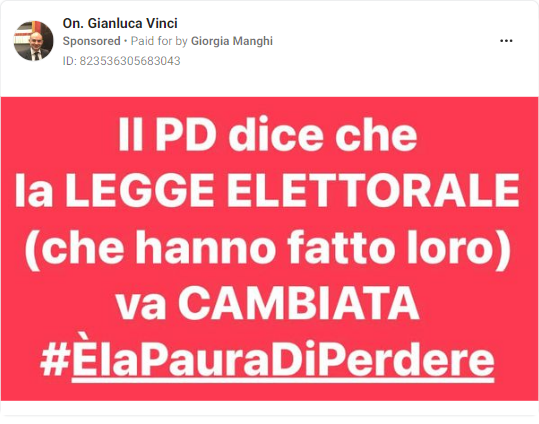 On. Gianluca Vinci
Sponsored • Paid for by Giorgia Manghi
ID: 823536305683043
Il PD dice che
la LEGGE ELETTORALE
(che hanno fatto loro)
va CAMBIATA
#ÈlaPauraDiPerdere